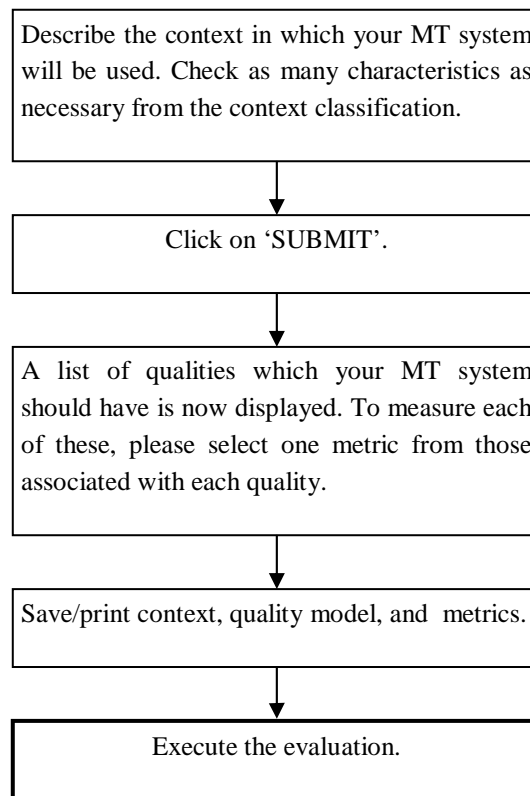 Describe the context in which your MT system
will be used. Check as many characteristics as
necessary from the context classification.
Click on ‘SUBMIT’.
A list of qualities which your MT system
should have is now displayed. To measure each
of these, please select one metric from those
associated with each quality.
Save/print context, quality model, and metrics.
Execute the evaluation.